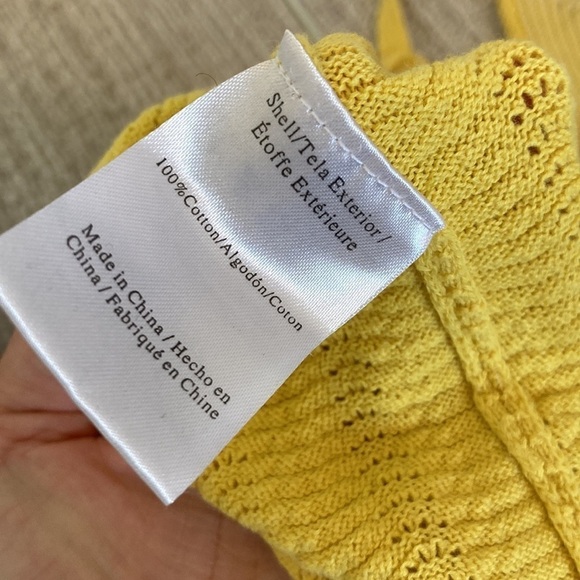 Shell/Tela Exterior/
Étoffe Extérieure
100%Cotton/Algodón/Coton
Made in China / Hecho en
China / Fabriqué en Chine